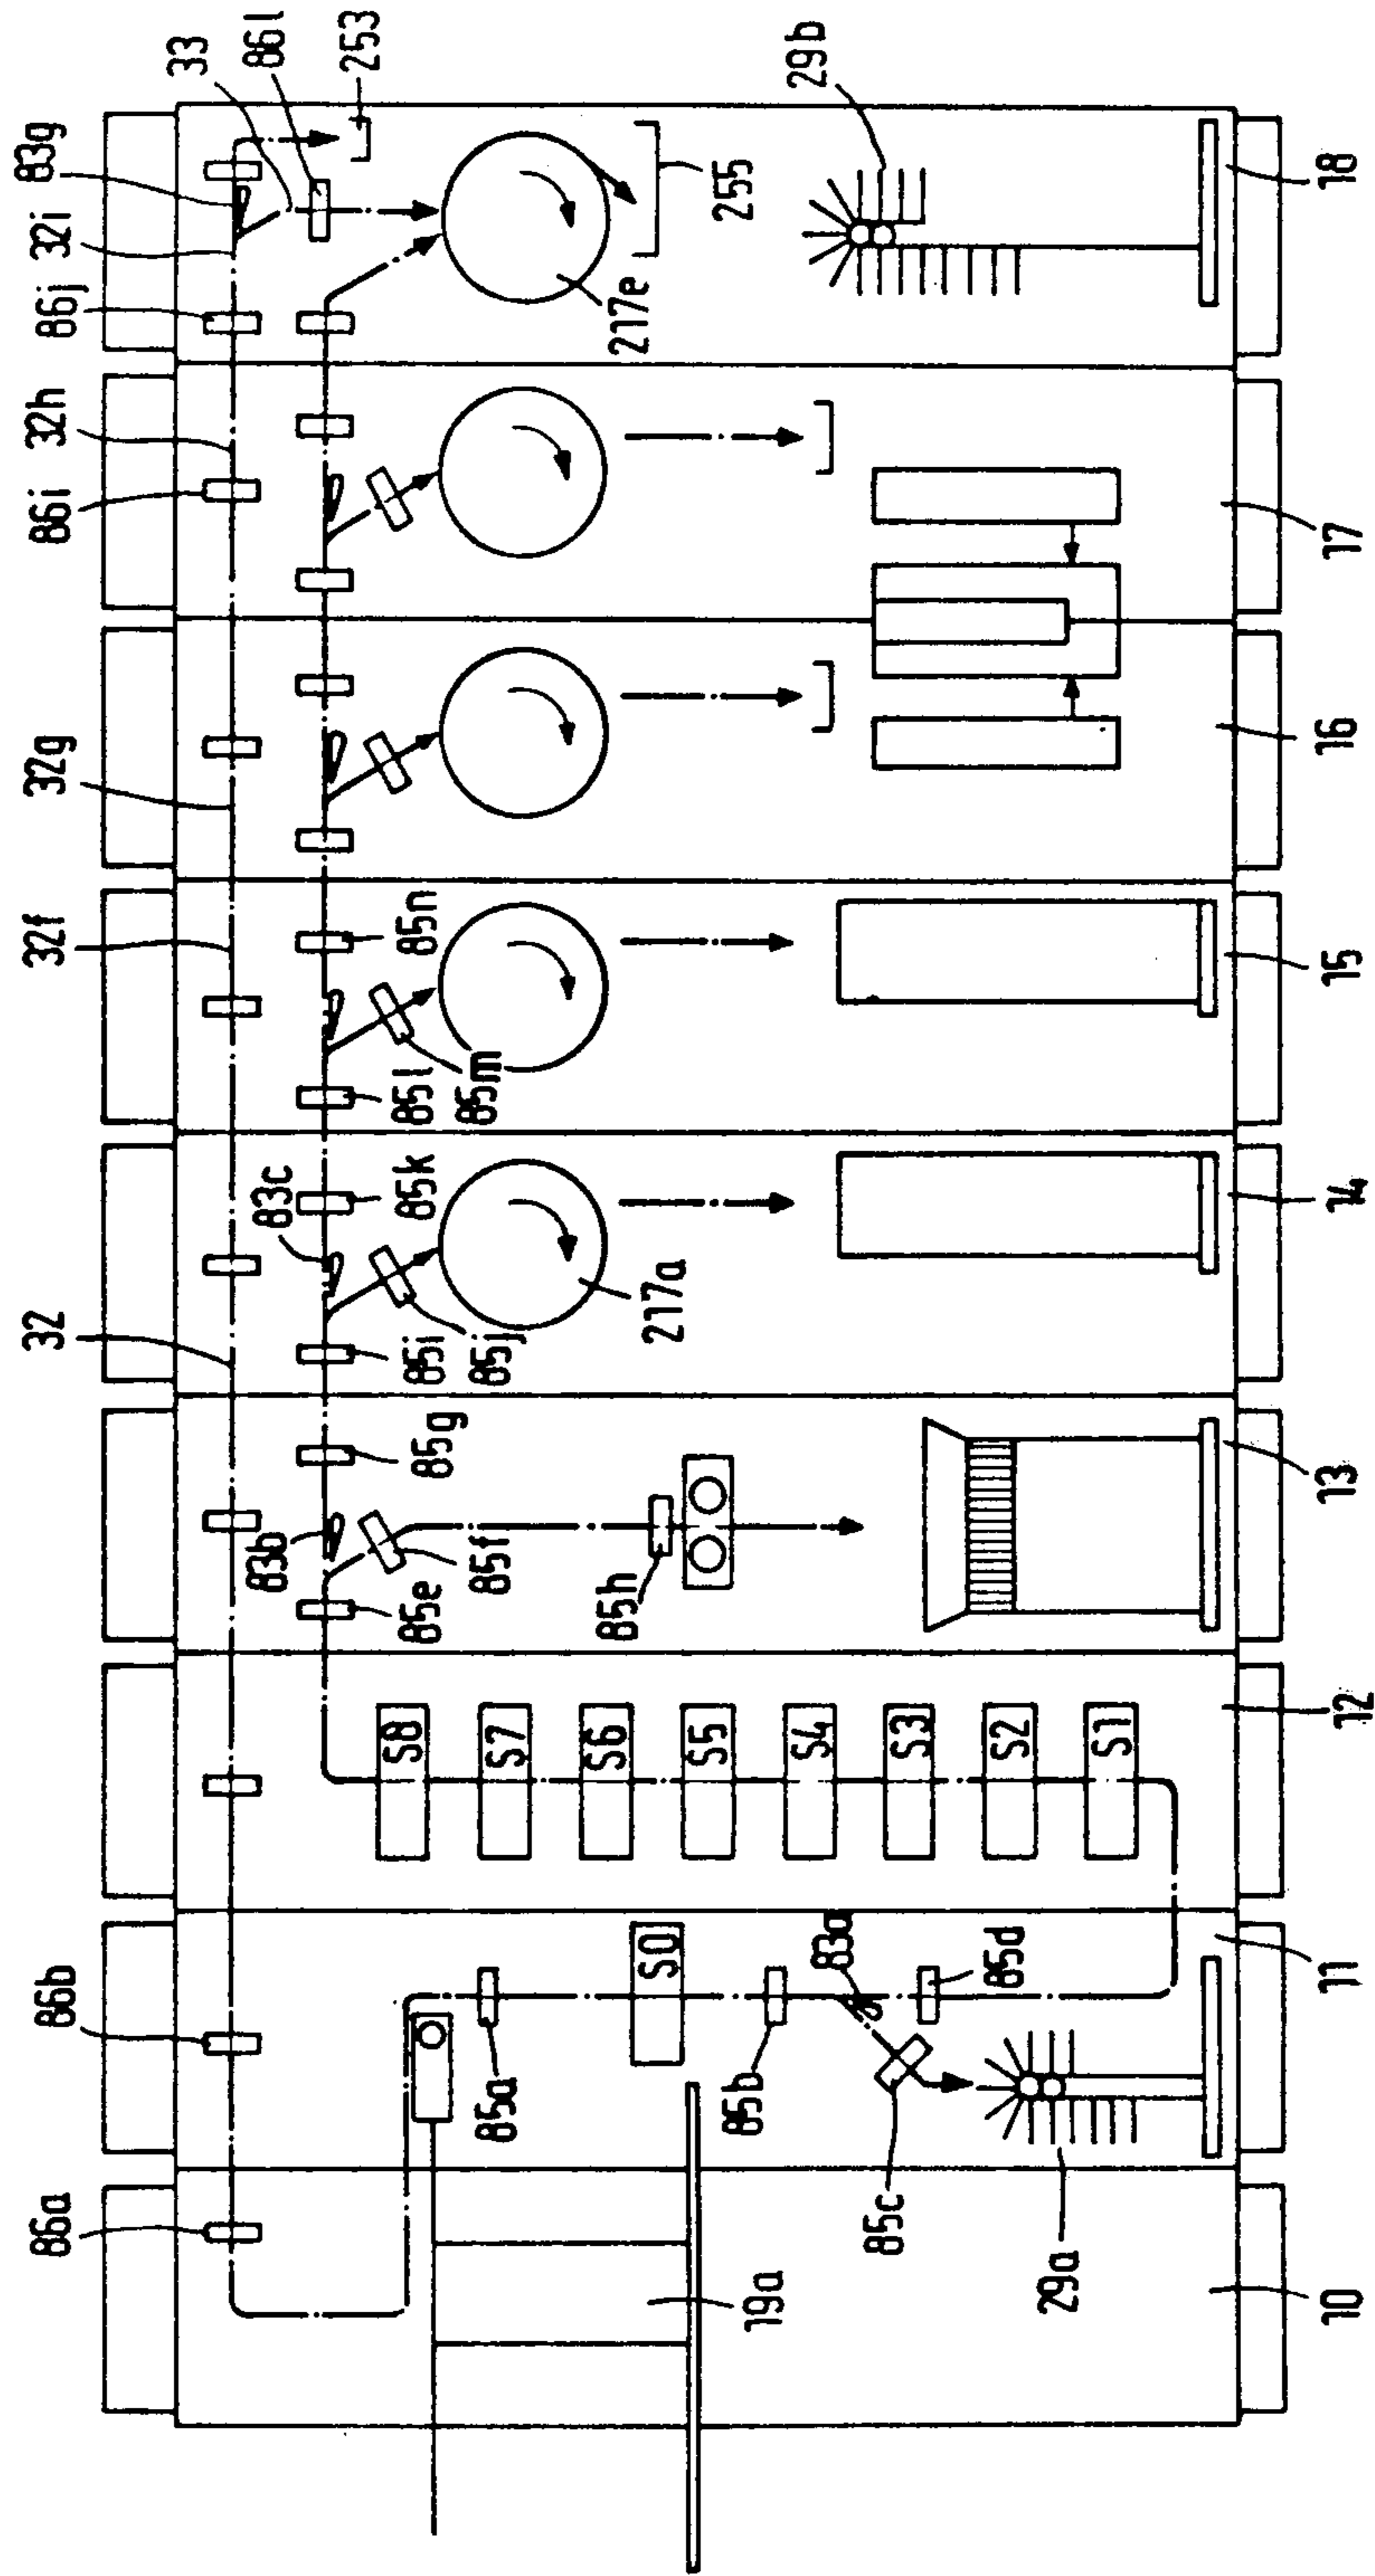 86a
86b
32
32f
32g
86i
32h
86j
32i
83g
33
86l
253
83b
83c
S8
85e
85g
85i
85k
85l
85n
85a
S7
85f
85j
85m
S6
85h
S0
217a
217e
S5
255
85b
19a
S4
29b
83a
85c
S3
85d
S2
29a
S1
10
11
12
13
14
15
16
17
18